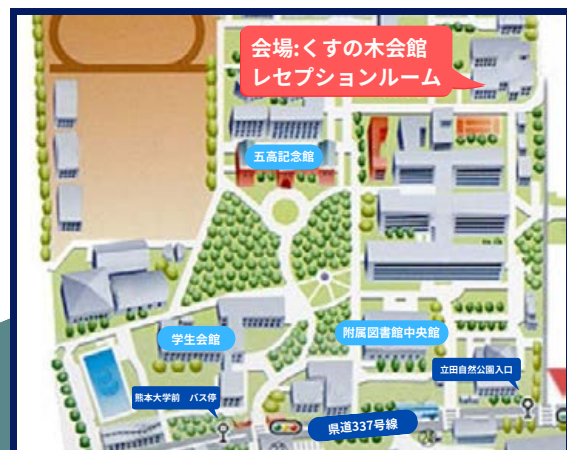 会場:くすの木会館
レセプションルーム
五高記念館
学生会館
附属図書館中央館
立田自然公園入口
熊本大学前 バス停
県道337号線